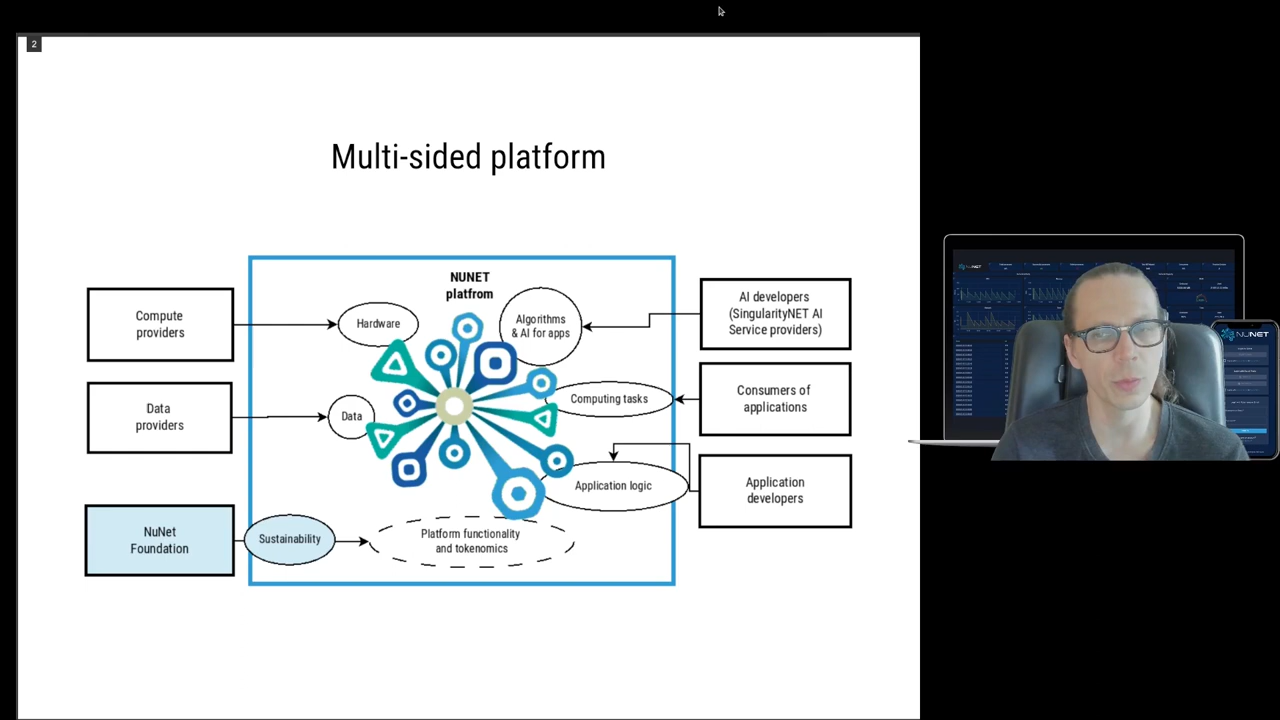 2
Multi-sided platform
NUNET
platfrom
Compute
providers
Hardware
Algorithms
& AI for apps
AI developers
(SingularityNET AI
Service providers)
Data
providers
Data
Computing tasks
Consumers of
applications
Application logic
Application
developers
NuNet
Foundation
Sustainability
Platform functionality
and tokenomics
NUNET
NUNET